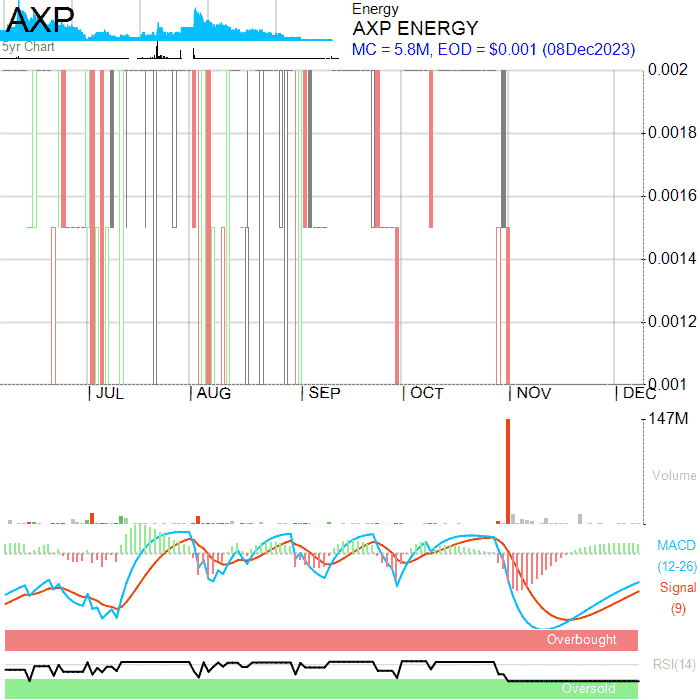 AXP
5yr Chart
Energy
AXP ENERGY
MC = 5.8M, EOD = $0.001 (08Dec2023)
0.002
0.0018
0.0016
0.0014
0.0012
0.001
JUL AUG SEP OCT NOV DEC
147M
Volume
MACD
(12-26)
Signal
(9)
Overbought
RSI(14)
Oversold